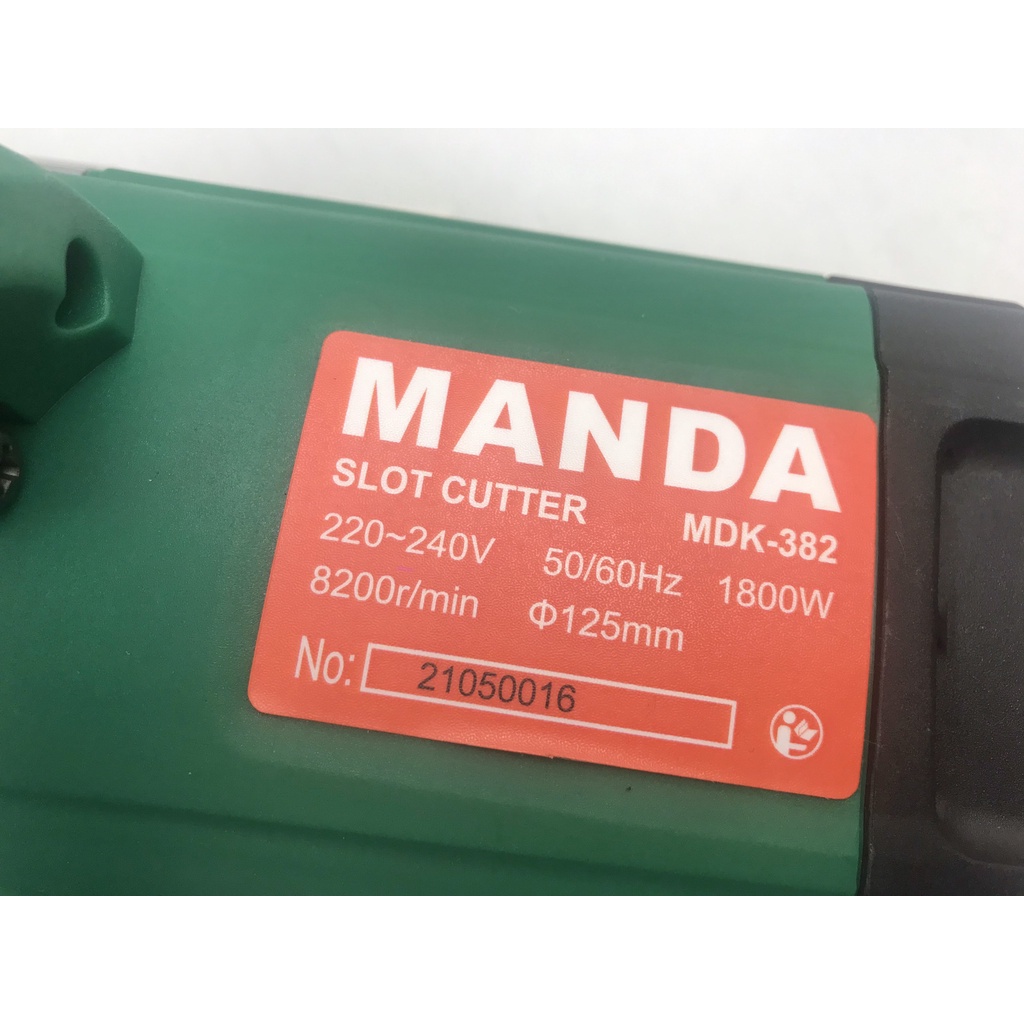 MANDA
SLOT CUTTER MDK-382
220~240V 50/60Hz 1800W
8200r/min Φ125mm
No: 21050016